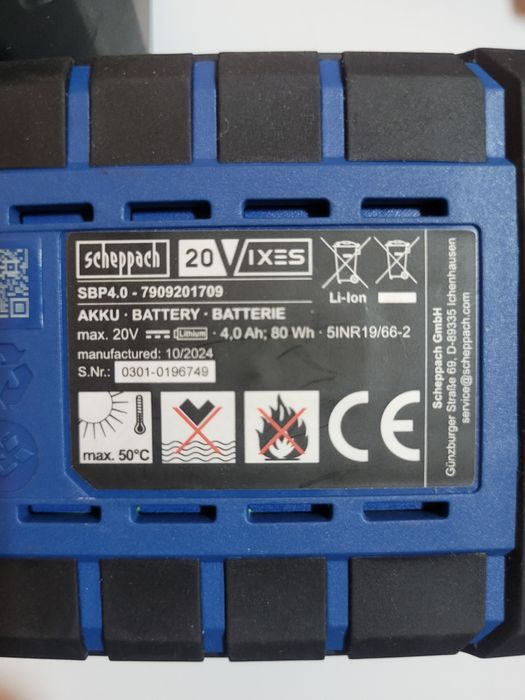 scheppach 20V IXES
SBP4.0 - 7909201709
AKKU · BATTERY · BATTERIE
max. 20V Lithium · 4,0 Ah; 80 Wh · 5INR19/66-2
manufactured: 10/2024
S.Nr.: 0301-0196749
Li-Ion
max. 50°C
CE
Scheppach GmbH
Günzburger Straße 69, D-89335 Ichenhausen
service@scheppach.com